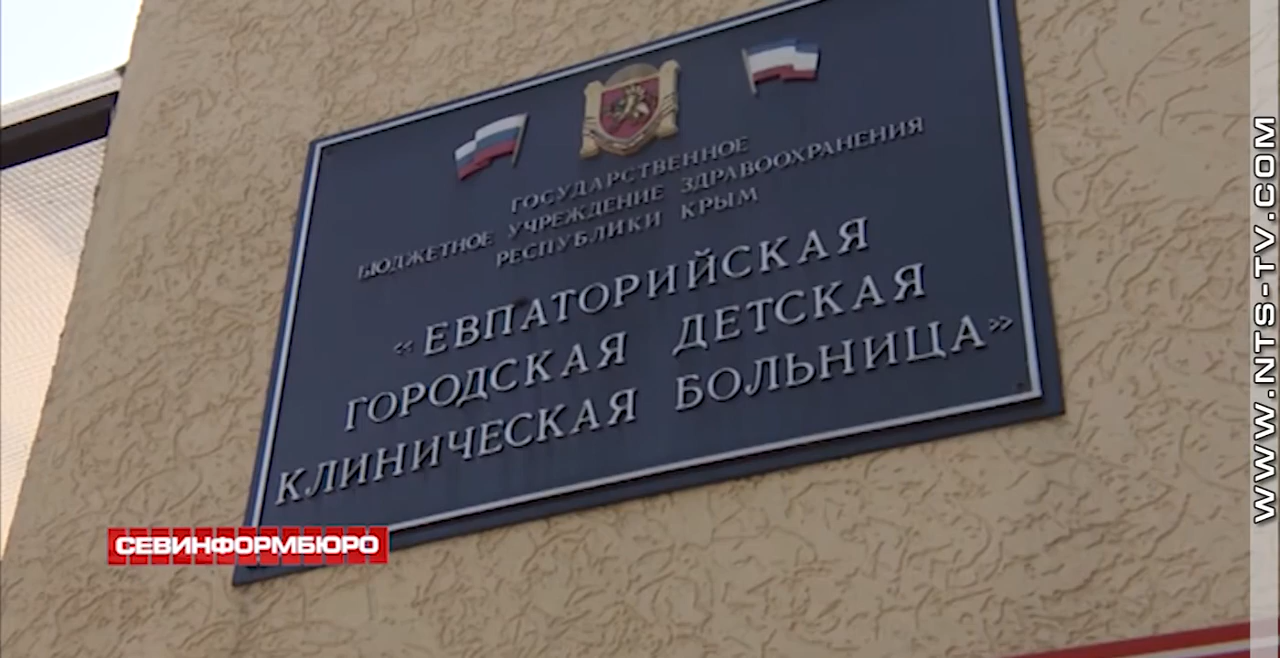 ГОСУДАРСТВЕННОЕ
БЮДЖЕТНОЕ УЧРЕЖДЕНИЕ ЗДРАВООХРАНЕНИЯ
РЕСПУБЛИКИ КРЫМ
«ЕВПАТОРИЙСКАЯ
ГОРОДСКАЯ ДЕТСКАЯ
КЛИНИЧЕСКАЯ БОЛЬНИЦА»
СЕВИНФОРМБЮРО
WWW.NTS-TV.COM